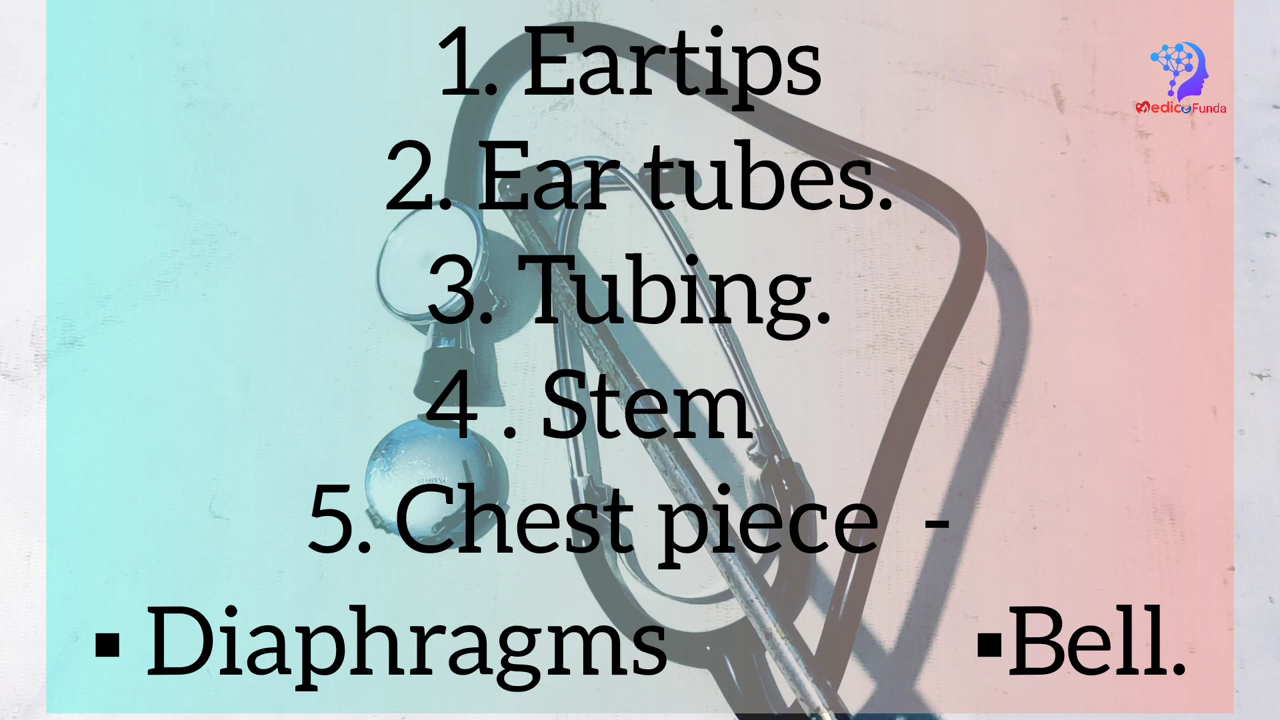 1. Eartips
MedicoFunda
2. Ear tubes.
3. Tubing.
4 . Stem
5. Chest piece -
▪ Diaphragms ▪Bell.